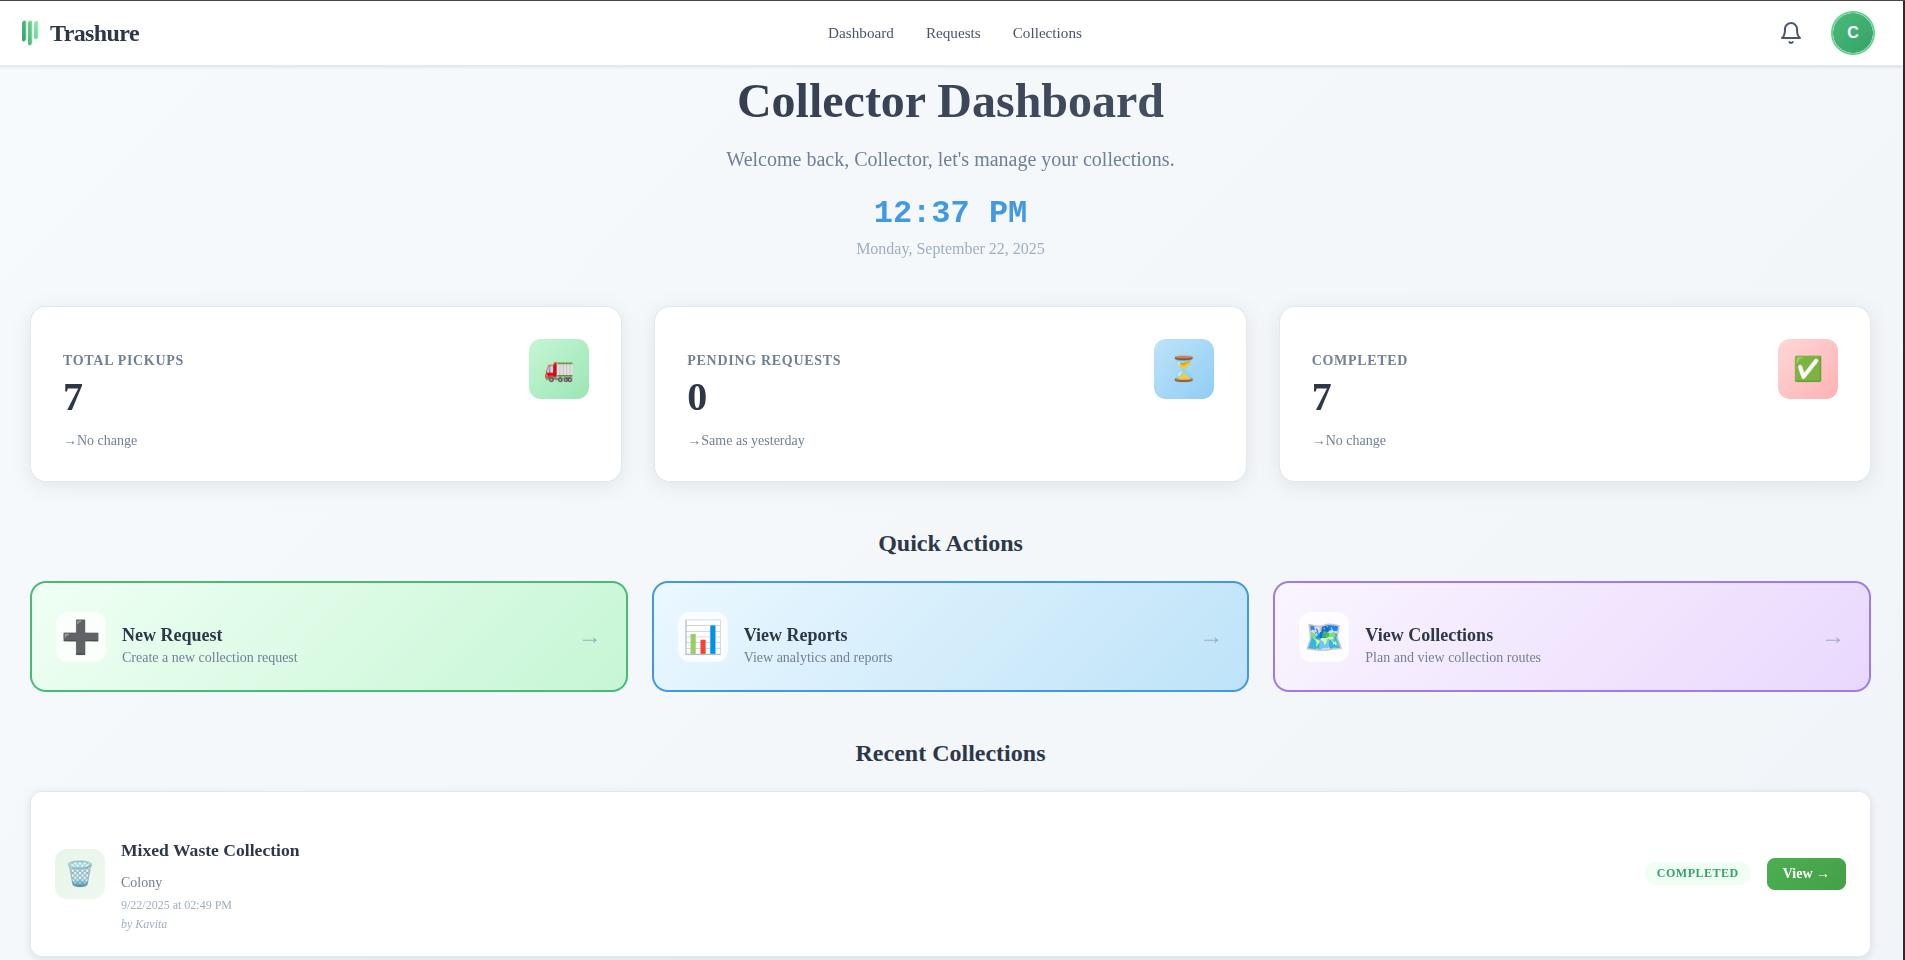 Trashure
Dashboard Requests Collections
C
Collector Dashboard
Welcome back, Collector, let's manage your collections.
12:37 PM
Monday, September 22, 2025
TOTAL PICKUPS
7
→No change
PENDING REQUESTS
0
→Same as yesterday
COMPLETED
7
→No change
Quick Actions
New Request
Create a new collection request
→
View Reports
View analytics and reports
→
View Collections
Plan and view collection routes
→
Recent Collections
Mixed Waste Collection
Colony
9/22/2025 at 02:49 PM
by Kavita
COMPLETED
View →